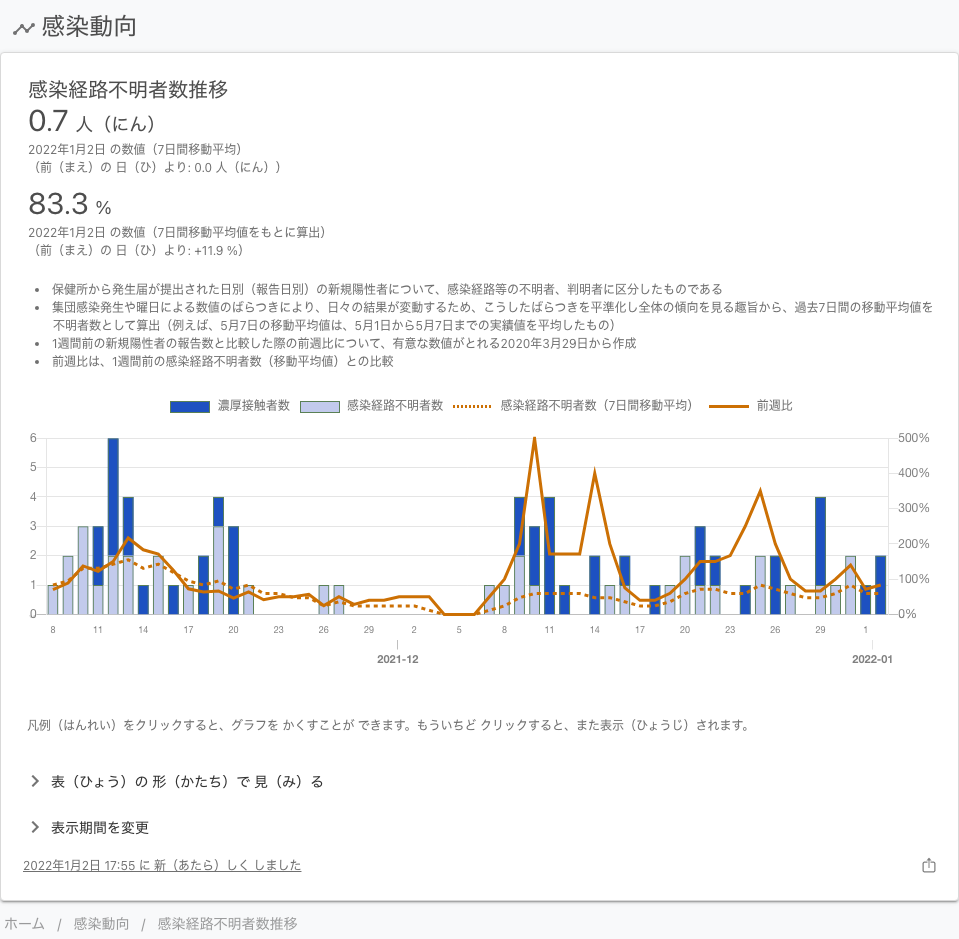 感染動向
感染経路不明者数推移
0.7 人（にん）
2022年1月2日 の数値（7日間移動平均）
（前（まえ）の 日（ひ）より: 0.0 人（にん））
83.3 %
2022年1月2日 の数値（7日間移動平均値をもとに算出）
（前（まえ）の 日（ひ）より: +11.9 %）
• 保健所から発生届が提出された日別（報告日別）の新規陽性者について、感染経路等の不明者、判明者に区分したものである
• 集団感染発生や曜日による数値のばらつきにより、日々の結果が変動するため、こうしたばらつきを平準化し全体の傾向を見る趣旨から、過去7日間の移動平均値を
不明者数として算出（例えば、5月7日の移動平均値は、5月1日から5月7日までの実績値を平均したもの）
• 1週間前の新規陽性者の報告数と比較した際の前週比について、有意な数値がとれる2020年3月29日から作成
• 前週比は、1週間前の感染経路不明者数（移動平均値）との比較
濃厚接触者数 感染経路不明者数 感染経路不明者数（7日間移動平均） 前週比
6 500%
5 400%
4 300%
3 200%
2 100%
1 0%
0
8 11 14 17 20 23 26 29 2 5 8 11 14 17 20 23 26 29 1
2021-12 2022-01
凡例（はんれい）をクリックすると、グラフを かくすことが できます。もういちど クリックすると、また表示（ひょうじ）されます。
表（ひょう）の 形（かたち）で 見（み）る
表示期間を変更
2022年1月2日 17:55 に 新（あたら）しく しました
ホーム / 感染動向 / 感染経路不明者数推移